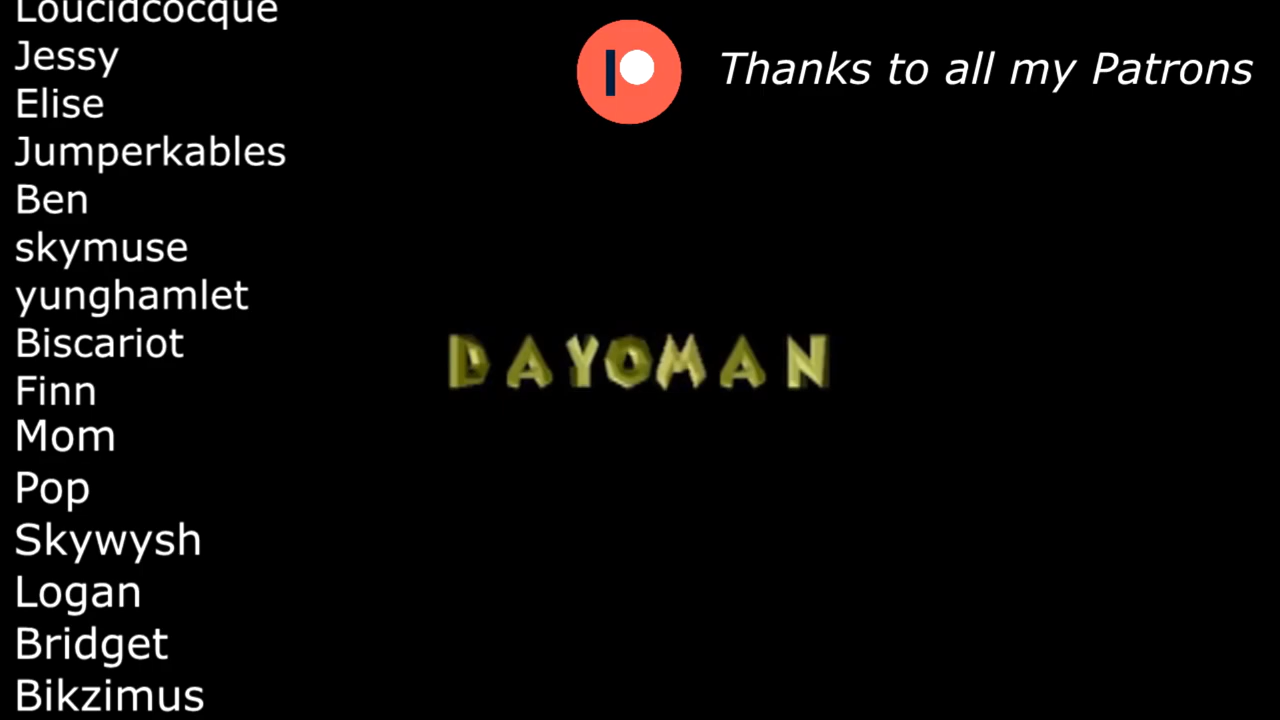 Loucidcocque
Jessy
Elise
Jumperkables
Ben
skymuse
yunghamlet
Biscariot
Finn
Mom
Pop
Skywysh
Logan
Bridget
Bikzimus
Thanks to all my Patrons
DAYOMAN